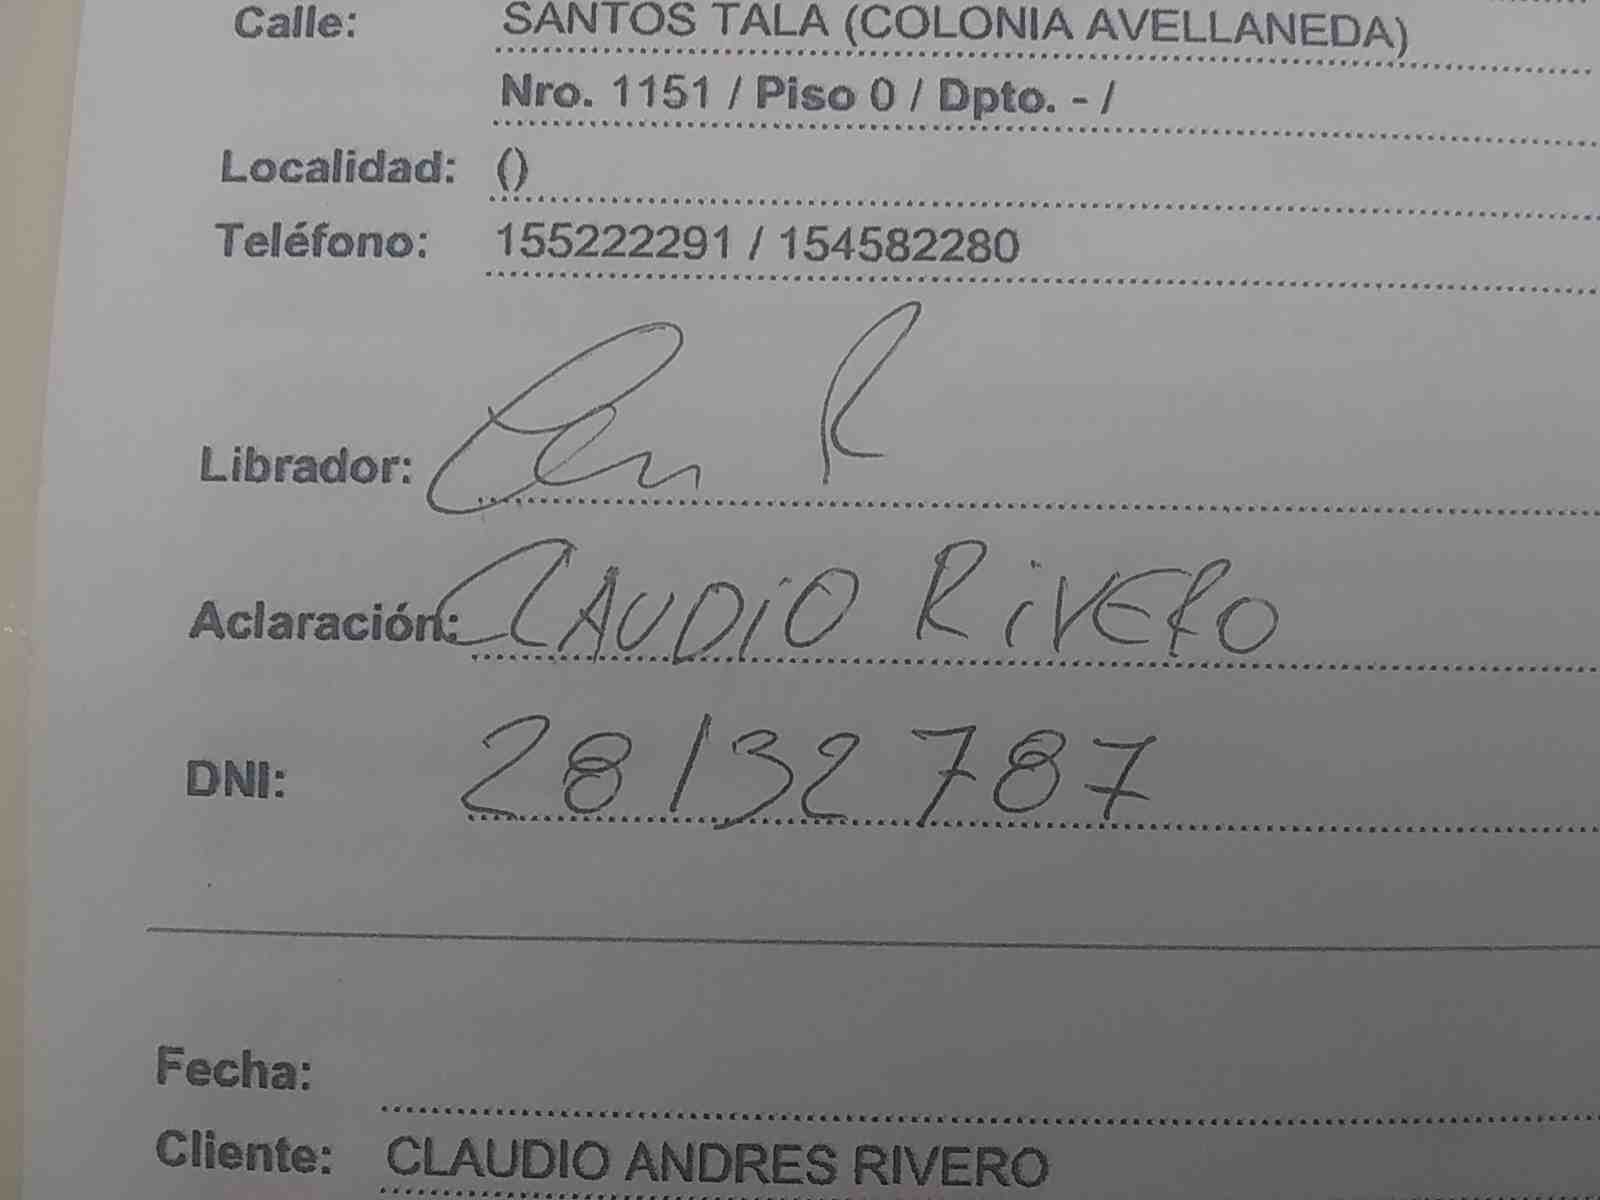 Calle: SANTOS TALA (COLONIA AVELLANEDA)
Nro. 1151 / Piso 0 / Dpto. - /
Localidad: ()
Teléfono: 155222291 / 154582280
Librador:
Aclaración: CLAUDIO RIVERO
DNI: 28132787
Fecha:
Cliente: CLAUDIO ANDRES RIVERO